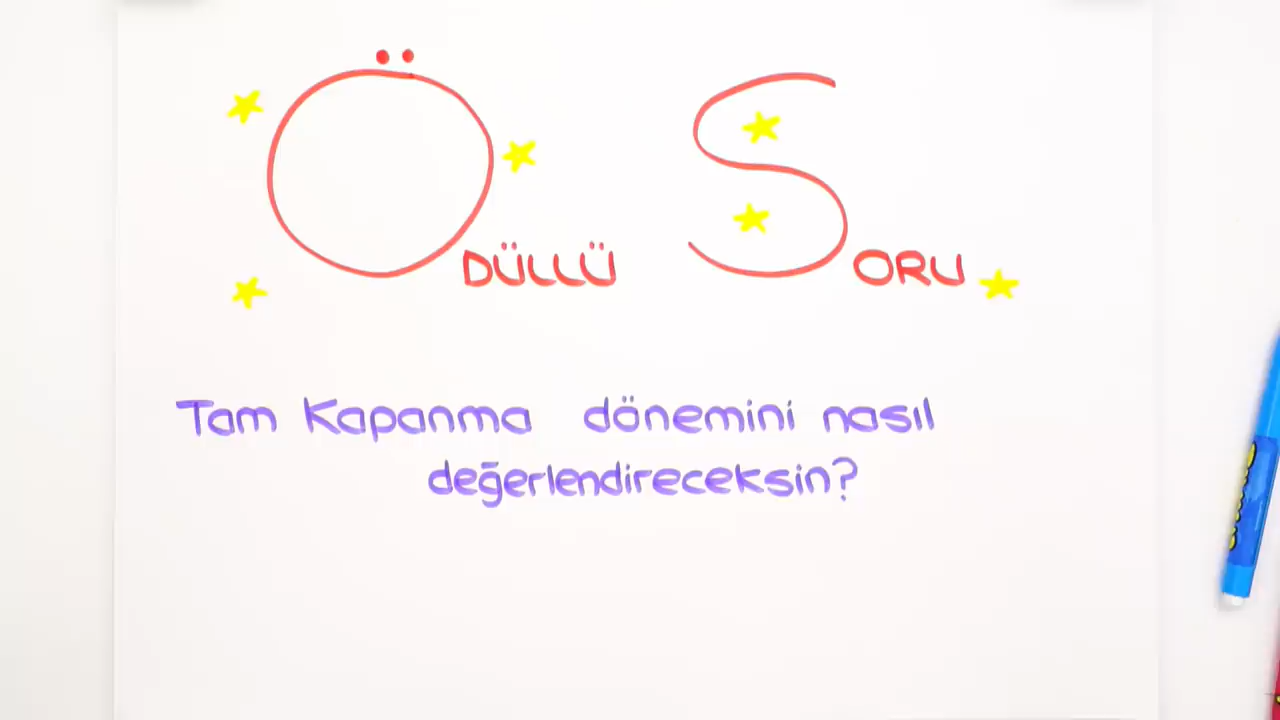 ÖDÜLLÜ SORU
Tam Kapanma dönemini nasıl
değerlendireceksin?